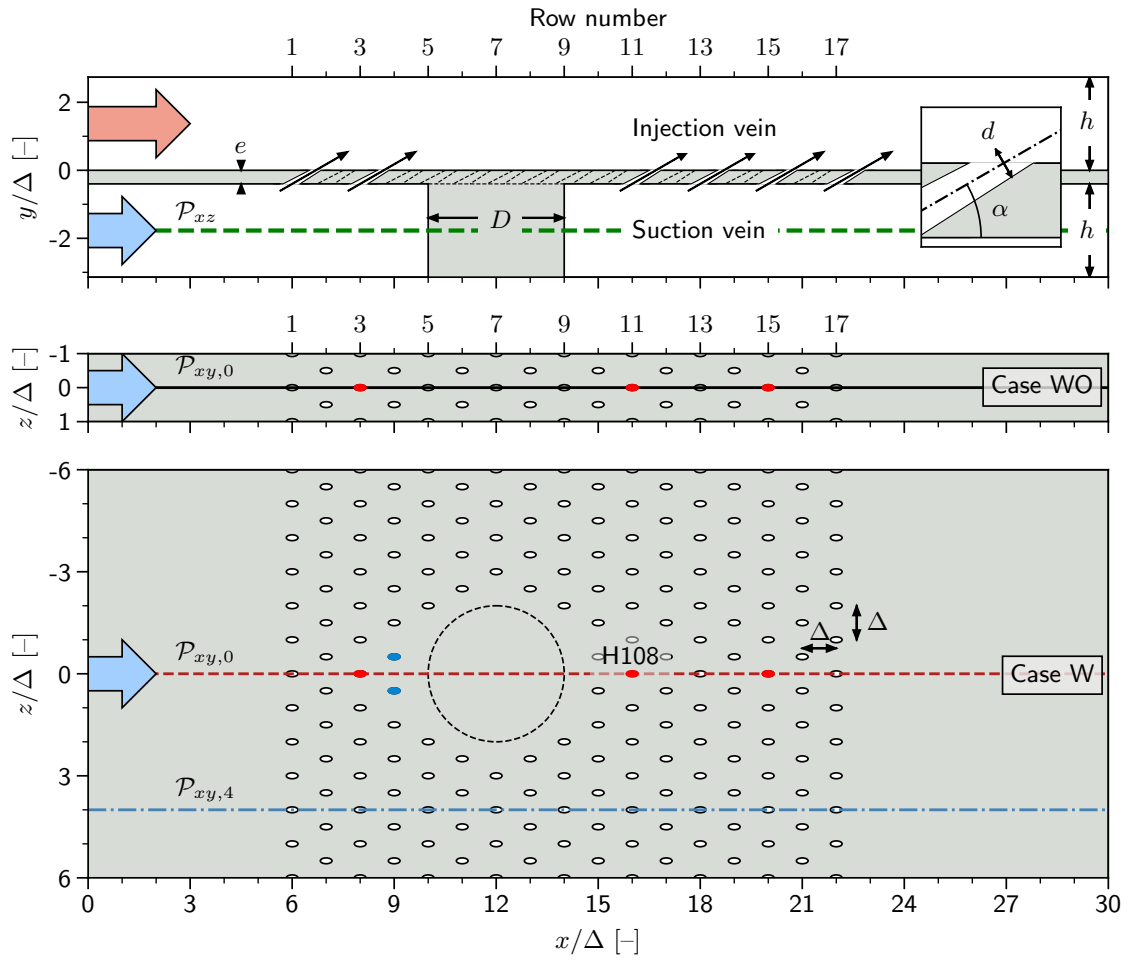 Row number
1 3 5 7 9 11 13 15 17
2
0
-2
y/Δ [–]
e
Injection vein
h
d
α
𝒫xz
D
Suction vein
h
1 3 5 7 9 11 13 15 17
-1
0
1
z/Δ [–]
𝒫xy,0
Case WO
-6
-3
0
3
6
z/Δ [–]
Δ
Δ
𝒫xy,0
H108
Case W
𝒫xy,4
0 3 6 9 12 15 18 21 24 27 30
x/Δ [–]